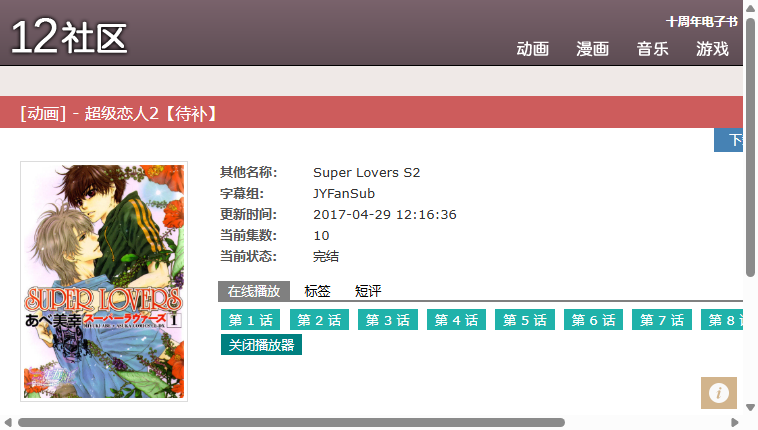 12社区
十周年电子书
动画 漫画 音乐 游戏
[动画] - 超级恋人2【待补】
下
其他名称： Super Lovers S2
字幕组： JYFanSub
更新时间： 2017-04-29 12:16:36
当前集数： 10
当前状态： 完结
在线播放 标签 短评
第 1 话 第 2 话 第 3 话 第 4 话 第 5 话 第 6 话 第 7 话 第 8
关闭播放器
SUPER LOVERS
あべ美幸 スーパーラヴァーズ 1